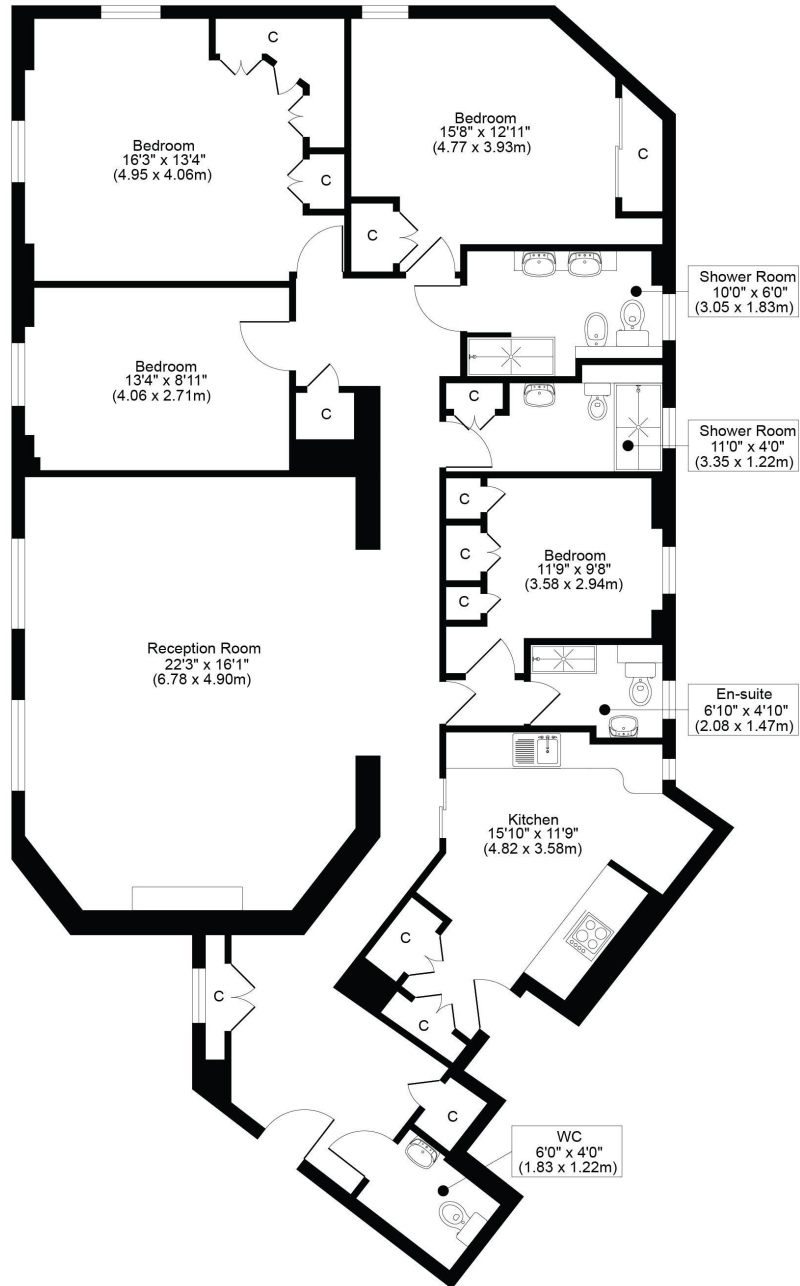 C
Bedroom
16'3" x 13'4"
(4.95 x 4.06m)
C
Bedroom
15'8" x 12'11"
(4.77 x 3.93m)
C
C
Shower Room
10'0" x 6'0"
(3.05 x 1.83m)
Bedroom
13'4" x 8'11"
(4.06 x 2.71m)
C
C
Shower Room
11'0" x 4'0"
(3.35 x 1.22m)
C
C
C
Bedroom
11'9" x 9'8"
(3.58 x 2.94m)
Reception Room
22'3" x 16'1"
(6.78 x 4.90m)
En-suite
6'10" x 4'10"
(2.08 x 1.47m)
Kitchen
15'10" x 11'9"
(4.82 x 3.58m)
C
C
C
C
WC
6'0" x 4'0"
(1.83 x 1.22m)